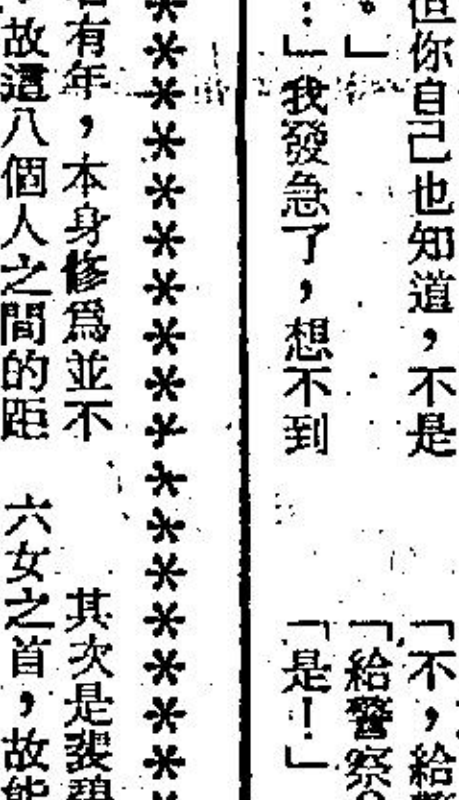 但你自己也知道，不是
。」
…」我發急了，想不到
「不，給
「給警察
「是！」
有年，本身修爲並不
故這八個人之間的距
其次是裴碧
六女之首，故能